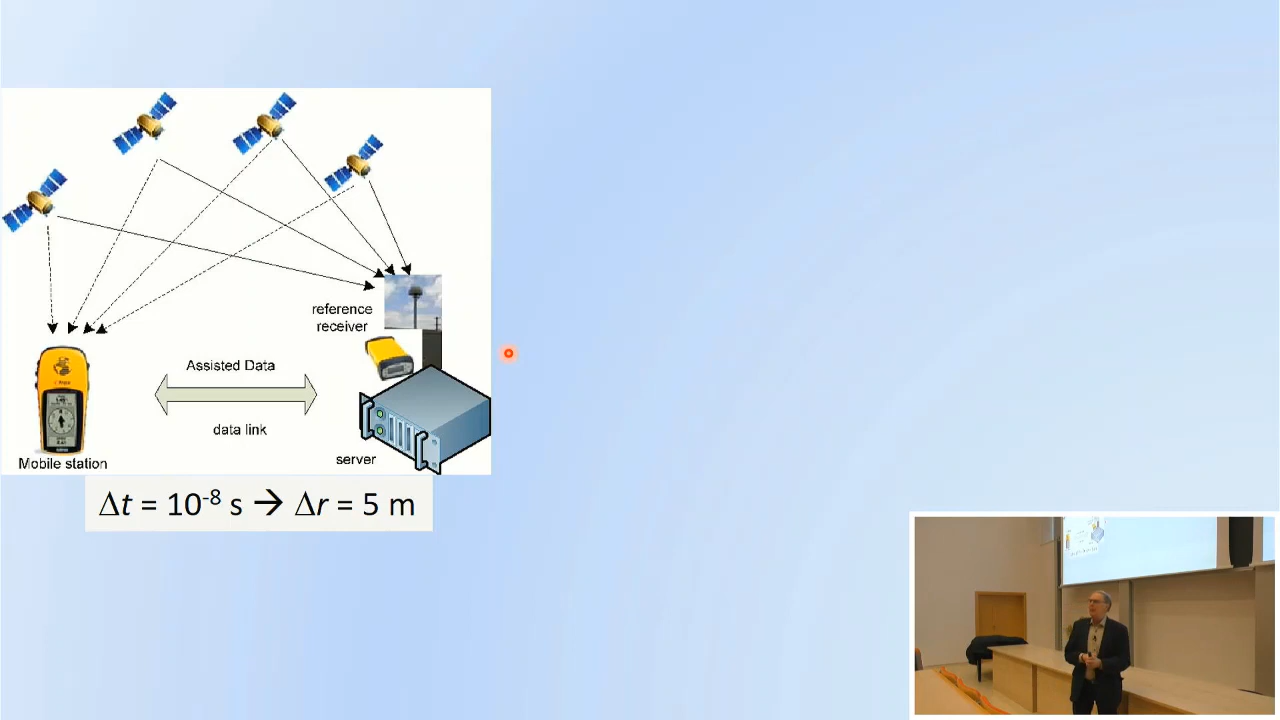 reference
receiver
Assisted Data
data link
server
Mobile station
Δt = 10⁻⁸ s → Δr = 5 m